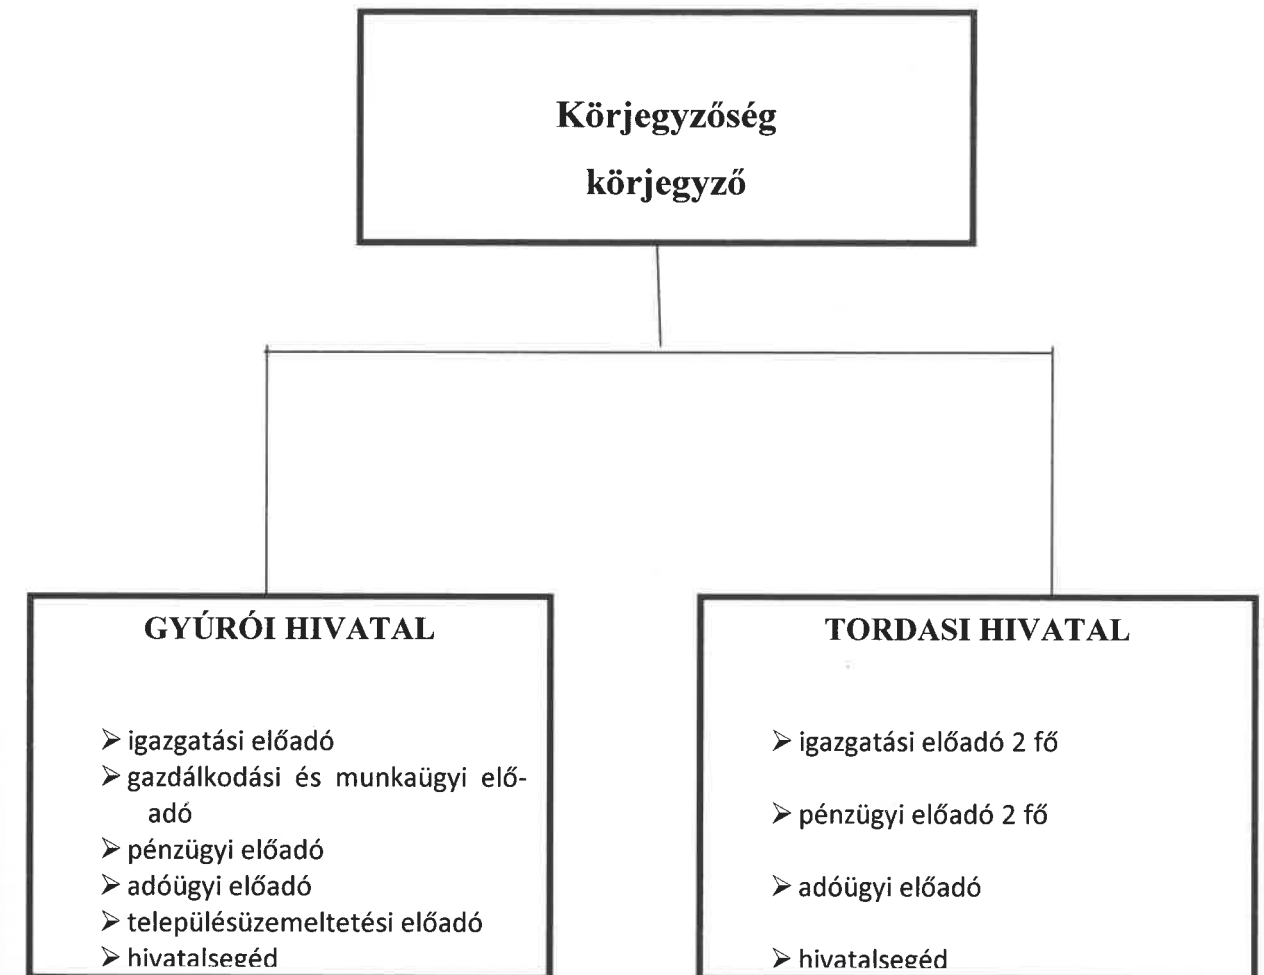 Körjegyzőség
körjegyző
GYÚRÓI HIVATAL
➢ igazgatási előadó
➢ gazdálkodási és munkaügyi elő-
adó
➢ pénzügyi előadó
➢ adóügyi előadó
➢ településüzemeltetési előadó
➢ hivatalsegéd
TORDASI HIVATAL
➢ igazgatási előadó 2 fő
➢ pénzügyi előadó 2 fő
➢ adóügyi előadó
➢ hivatalsegéd